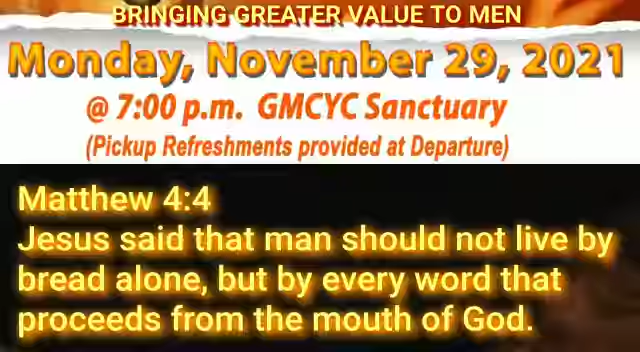 BRINGING GREATER VALUE TO MEN
Monday, November 29, 2021
@ 7:00 p.m. GMCYC Sanctuary
(Pickup Refreshments provided at Departure)
Matthew 4:4
Jesus said that man should not live by
bread alone, but by every word that
proceeds from the mouth of God.